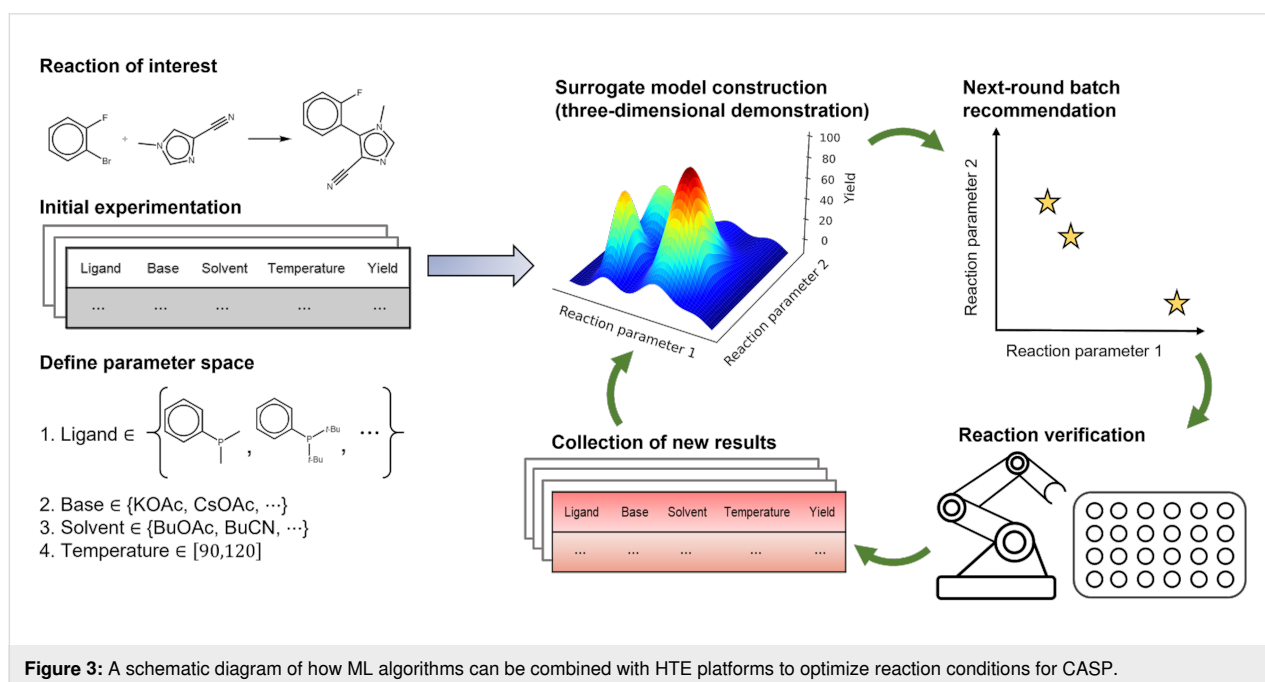 Reaction of interest
F
Br
+
N
N
N
F
N
N
N
Initial experimentation
Ligand Base Solvent Temperature Yield
... ... ... ... ...
Define parameter space
1. Ligand ∈ { P , P t-Bu t-Bu , ⋯ }
2. Base ∈ {KOAc, CsOAc, ⋯}
3. Solvent ∈ {BuOAc, BuCN, ⋯}
4. Temperature ∈ [90,120]
Surrogate model construction
(three-dimensional demonstration)
100
80
60
40
20
0
Yield
Reaction parameter 1
Reaction parameter 2
Next-round batch
recommendation
Reaction parameter 2
Reaction parameter 1
Reaction verification
Collection of new results
Ligand Base Solvent Temperature Yield
... ... ... ... ...
Figure 3: A schematic diagram of how ML algorithms can be combined with HTE platforms to optimize reaction conditions for CASP.